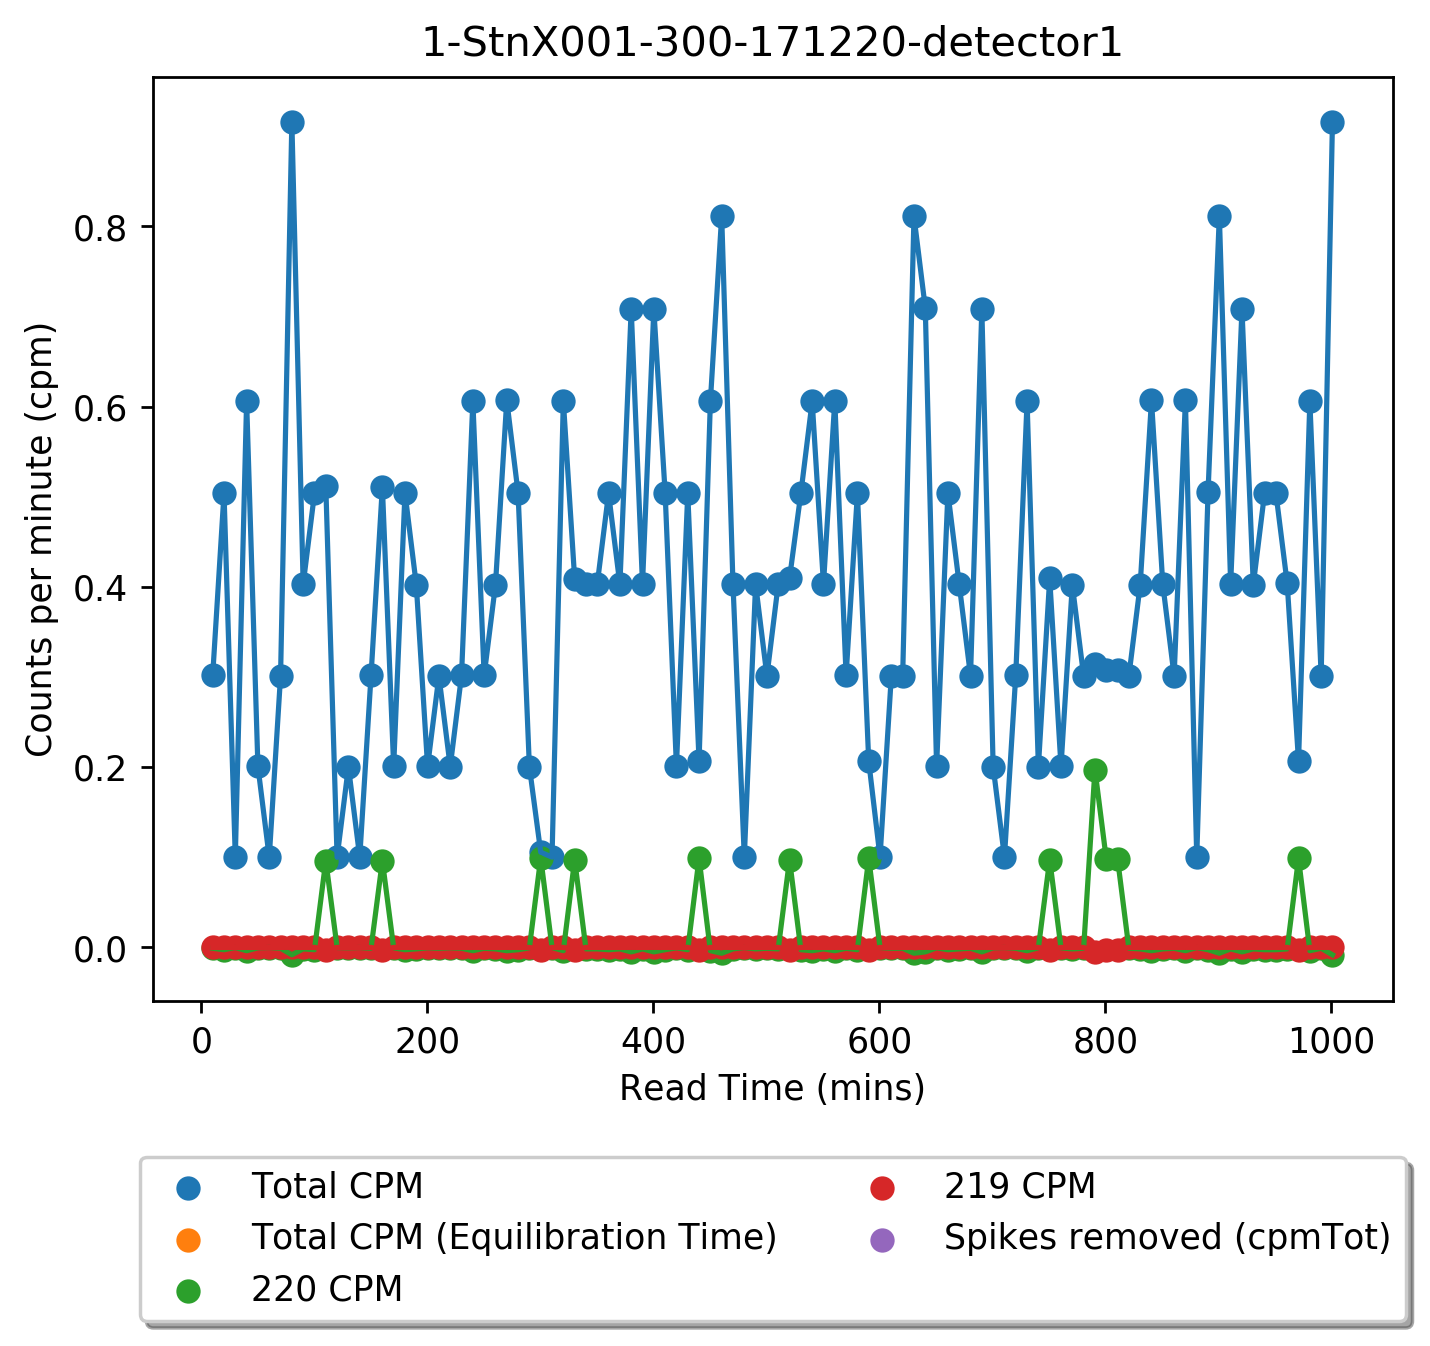 1-StnX001-300-171220-detector1
Counts per minute (cpm)
0.8
0.6
0.4
0.2
0.0
0 200 400 600 800 1000
Read Time (mins)
Total CPM
Total CPM (Equilibration Time)
220 CPM
219 CPM
Spikes removed (cpmTot)